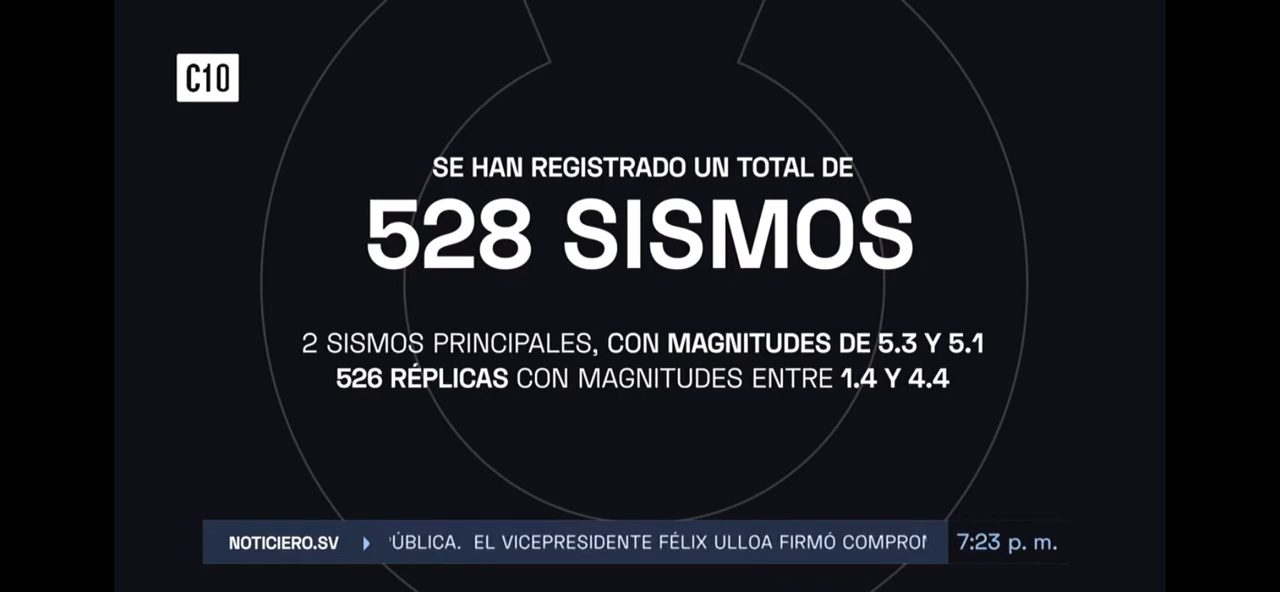 C10
SE HAN REGISTRADO UN TOTAL DE
528 SISMOS
2 SISMOS PRINCIPALES, CON MAGNITUDES DE 5.3 Y 5.1
526 RÉPLICAS CON MAGNITUDES ENTRE 1.4 Y 4.4
NOTICIERO.SV ÚBLICA. EL VICEPRESIDENTE FÉLIX ULLOA FIRMÓ COMPRO 7:23 p. m.